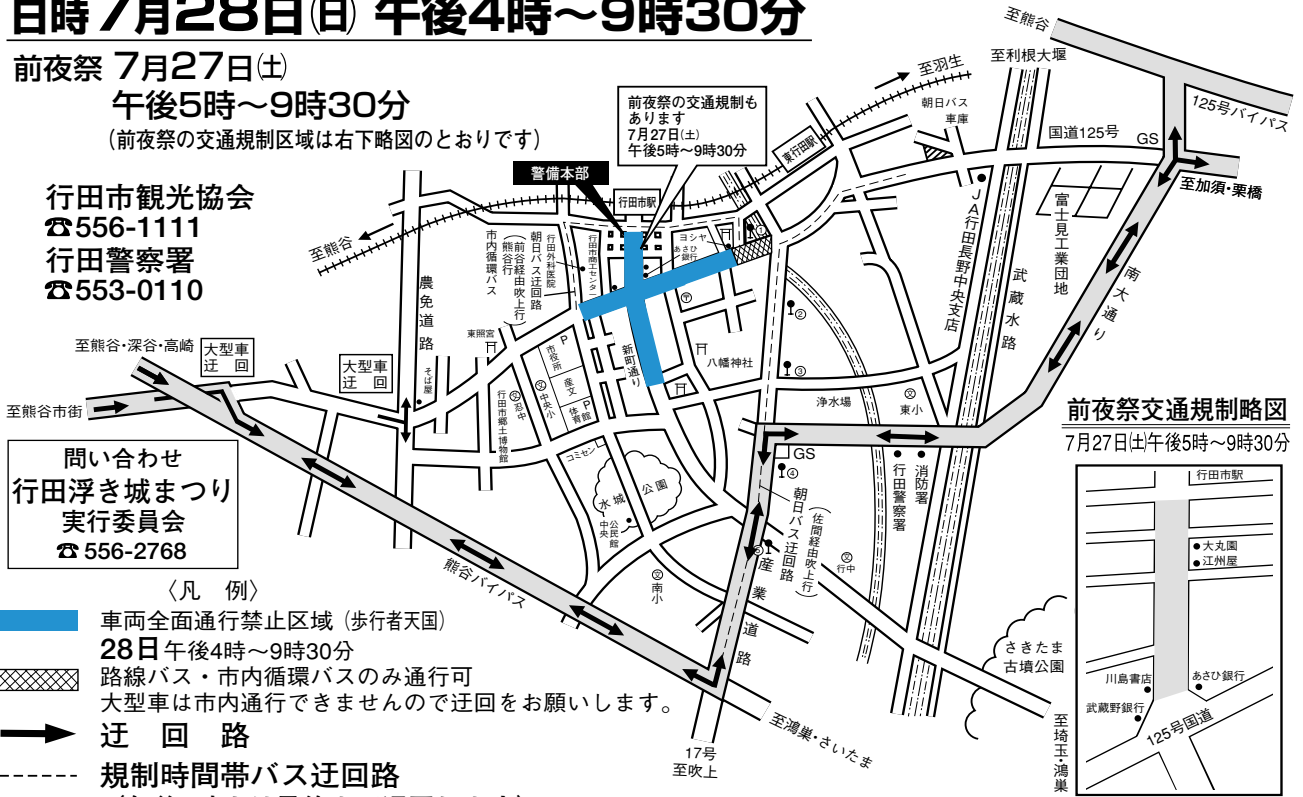 日時 7月28日(日) 午後4時～9時30分
前夜祭 7月27日(土)
午後5時～9時30分
(前夜祭の交通規制区域は右下略図のとおりです)
行田市観光協会
☎556-1111
行田警察署
☎553-0110
前夜祭の交通規制も
あります
7月27日(土)
午後5時～9時30分
警備本部
行田市駅
東行田駅
至羽生
至利根大堰
至熊谷
125号バイパス
朝日バス
車庫
国道125号
GS
至加須・栗橋
至熊谷
農免道路
市内循環バス
(前谷経由吹上行)
熊谷行
朝日バス迂回路
行田外科医院
行田市商工センター
ヨシヤ
あさひ
銀行
①
②
③
④
⑤
JA行田長野中央支店
武蔵水路
富士見工業団地
南大通り
至熊谷・深谷・高崎
大型車
迂回
大型車
迂回
至熊谷市街
そば屋
東照宮
市役所
P
産文
P
体育館
文
中央小
文
忍中
行田市郷土博物館
コミセン
新町通り
八幡神社
浄水場
文
東小
水城公園
中央公民館
GS
朝日バス迂回路
(佐間経由吹上行)
行田警察署
消防署
文
行中
文
南小
産業道路
熊谷バイパス
17号
至吹上
至鴻巣・さいたま
さきたま
古墳公園
至埼玉・鴻巣
問い合わせ
行田浮き城まつり
実行委員会
☎556-2768
〈凡 例〉
車両全面通行禁止区域 (歩行者天国)
28日午後4時～9時30分
路線バス・市内循環バスのみ通行可
大型車は市内通行できませんので迂回をお願いします。
迂 回 路
規制時間帯バス迂回路
前夜祭交通規制略図
7月27日(土)午後5時～9時30分
行田市駅
大丸園
江州屋
川島書店
あさひ銀行
武蔵野銀行
125号国道